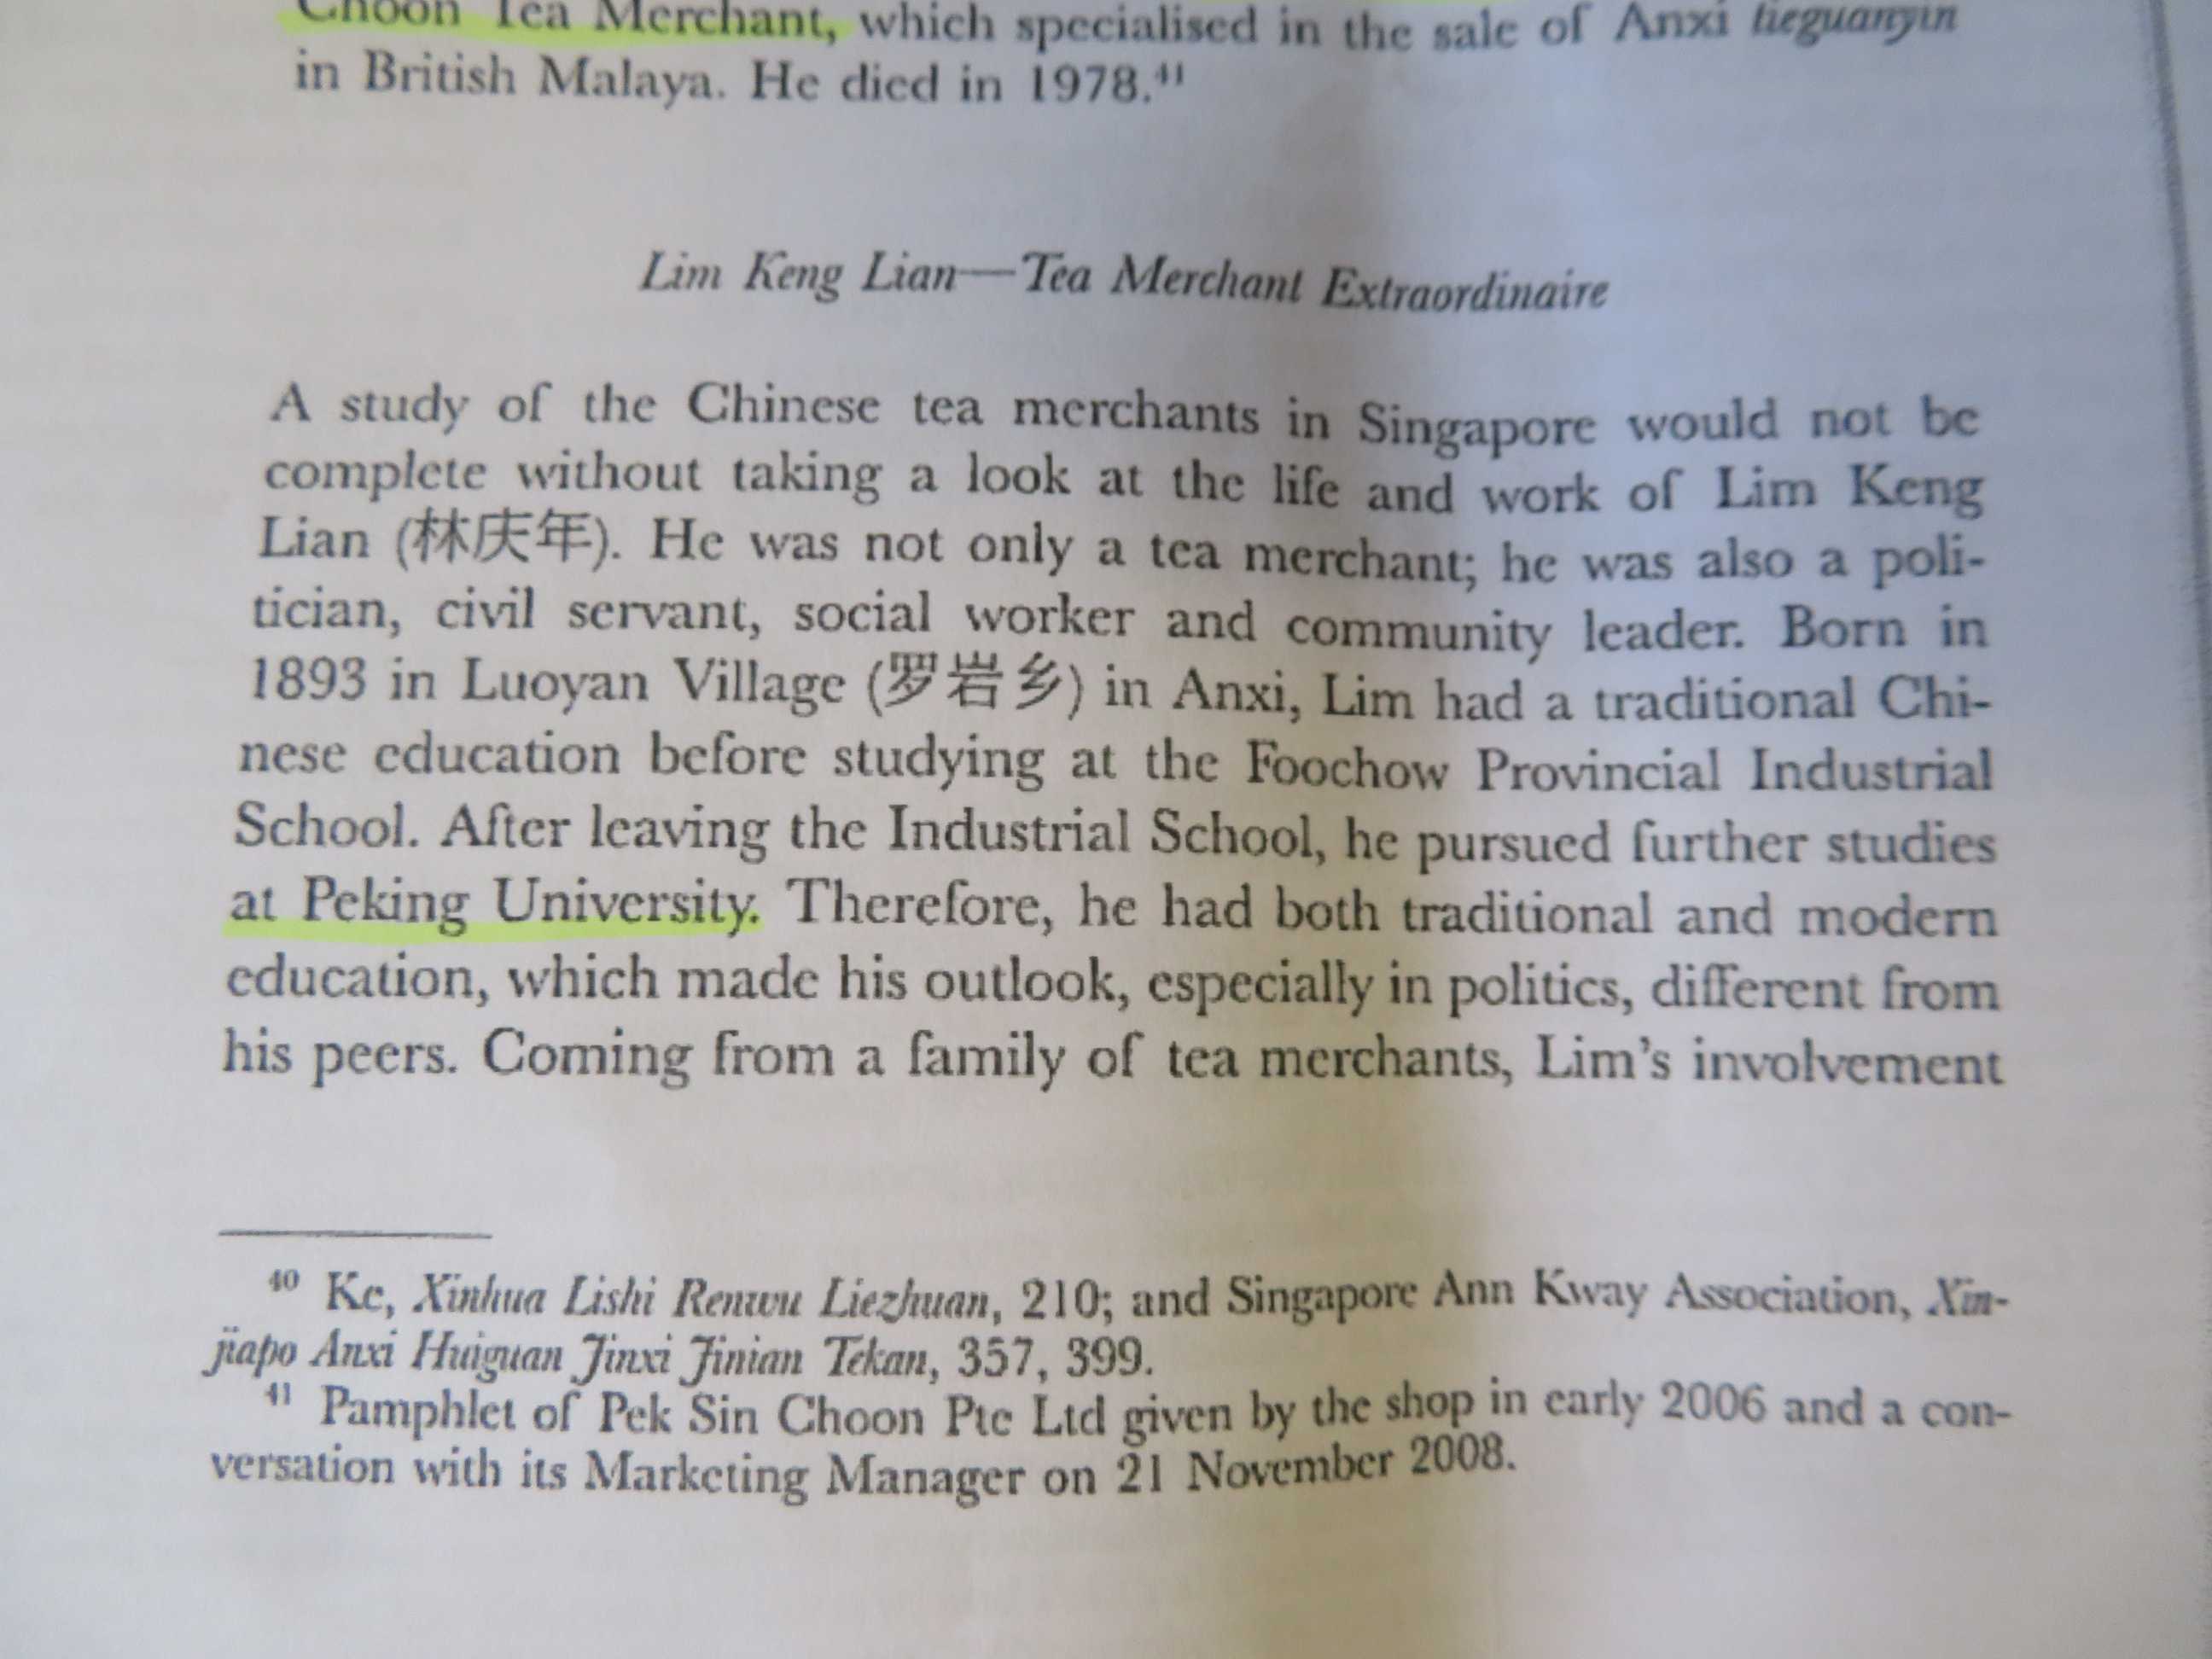 Choon Tea Merchant, which specialised in the sale of Anxi tieguanyin
in British Malaya. He died in 1978.⁴¹
Lim Keng Lian—Tea Merchant Extraordinaire
A study of the Chinese tea merchants in Singapore would not be
complete without taking a look at the life and work of Lim Keng
Lian (林庆年). He was not only a tea merchant; he was also a poli-
tician, civil servant, social worker and community leader. Born in
1893 in Luoyan Village (罗岩乡) in Anxi, Lim had a traditional Chi-
nese education before studying at the Foochow Provincial Industrial
School. After leaving the Industrial School, he pursued further studies
at Peking University. Therefore, he had both traditional and modern
education, which made his outlook, especially in politics, different from
his peers. Coming from a family of tea merchants, Lim's involvement
⁴⁰ Ke, Xinhua Lishi Renwu Liezhuan, 210; and Singapore Ann Kway Association, Xin-
jiapo Anxi Huiguan Jinxi Jinian Tekan, 357, 399.
⁴¹ Pamphlet of Pek Sin Choon Pte Ltd given by the shop in early 2006 and a con-
versation with its Marketing Manager on 21 November 2008.